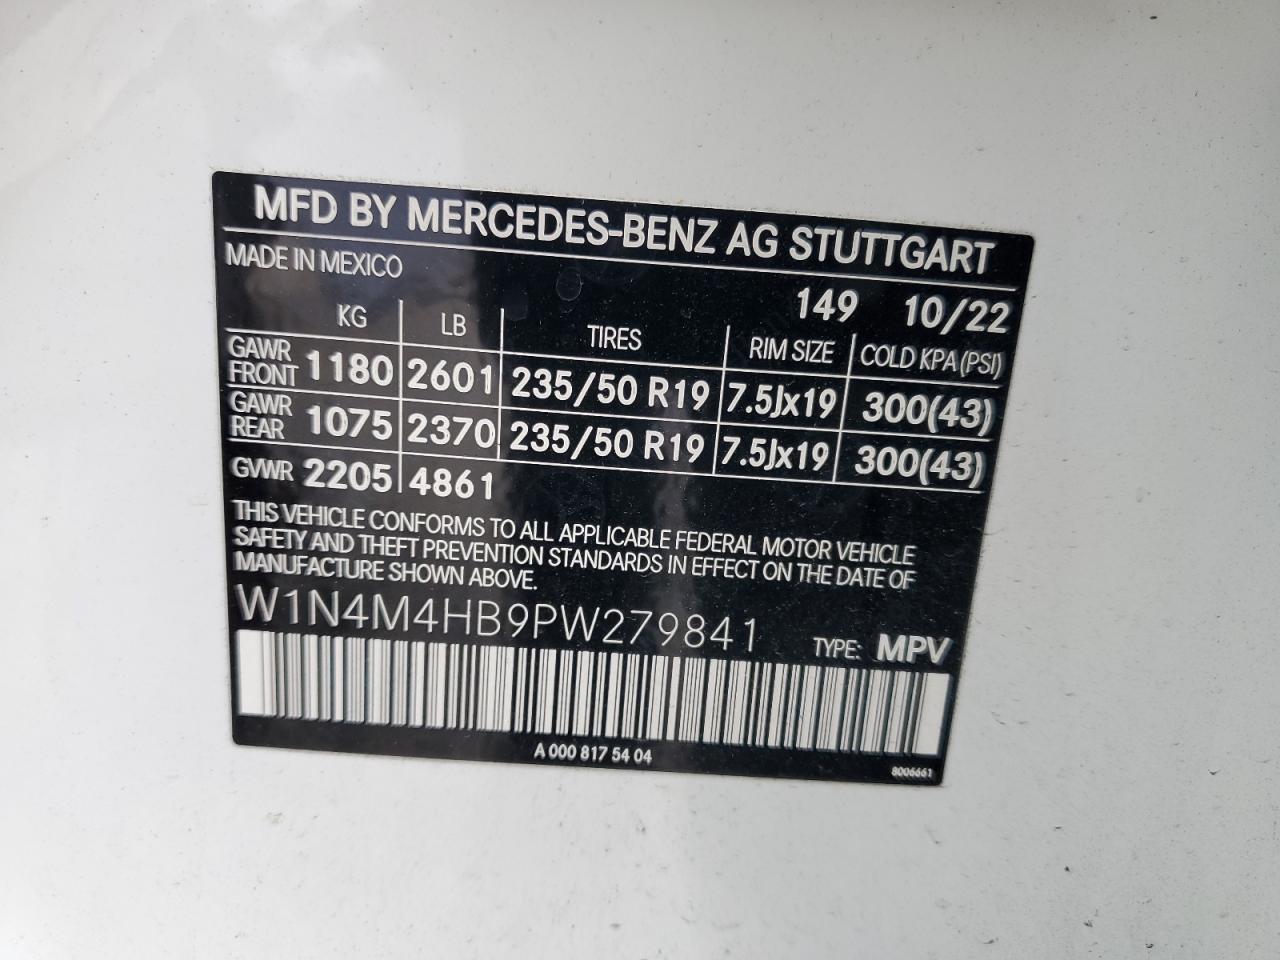 MFD BY MERCEDES-BENZ AG STUTTGART
MADE IN MEXICO
149 10/22
KG LB TIRES RIM SIZE COLD KPA(PSI)
GAWR FRONT 1180 2601 235/50 R19 7.5Jx19 300(43)
GAWR REAR 1075 2370 235/50 R19 7.5Jx19 300(43)
GVWR 2205 4861
THIS VEHICLE CONFORMS TO ALL APPLICABLE FEDERAL MOTOR VEHICLE
SAFETY AND THEFT PREVENTION STANDARDS IN EFFECT ON THE DATE OF
MANUFACTURE SHOWN ABOVE.
W1N4M4HB9PW279841 TYPE: MPV
A 000 817 54 04
8006661